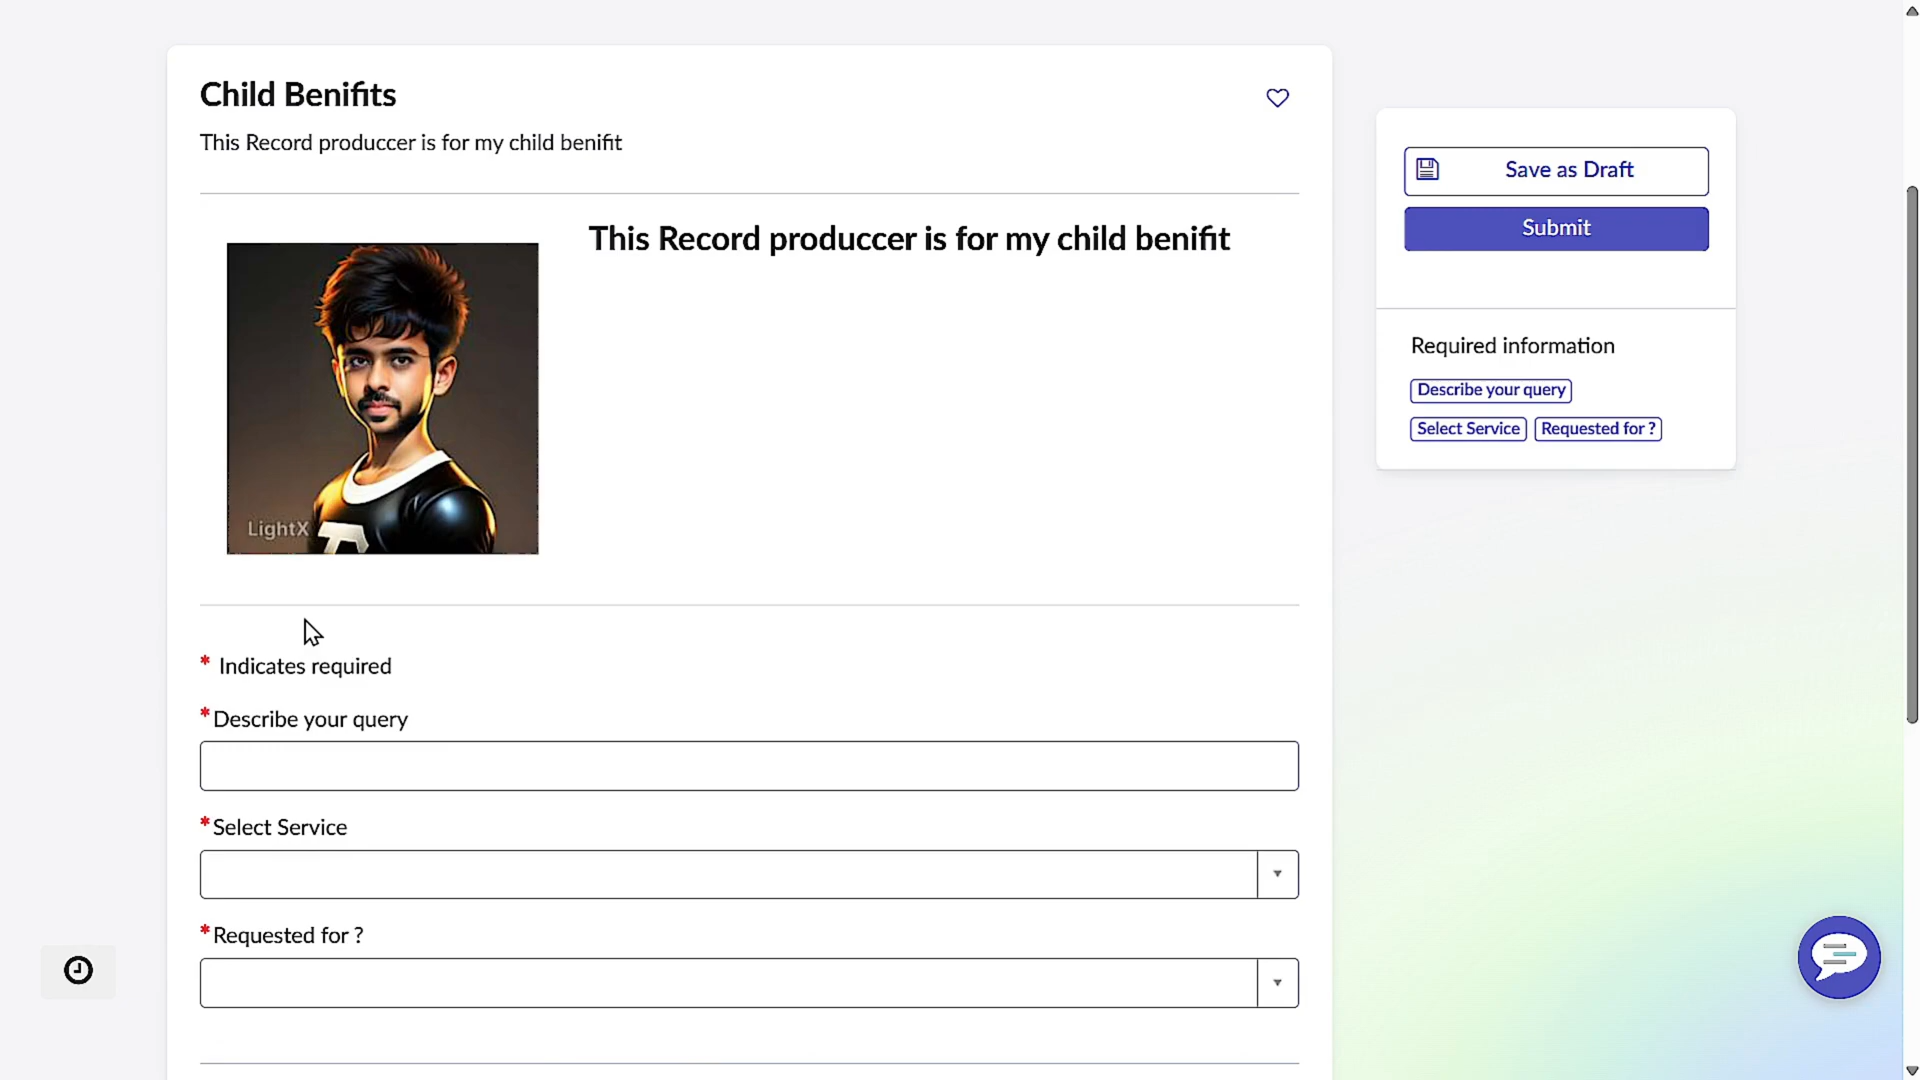 Child Benifits
This Record produccer is for my child benifit
This Record produccer is for my child benifit
LightX
* Indicates required
*Describe your query
*Select Service
*Requested for ?
Save as Draft
Submit
Required information
Describe your query
Select Service Requested for ?